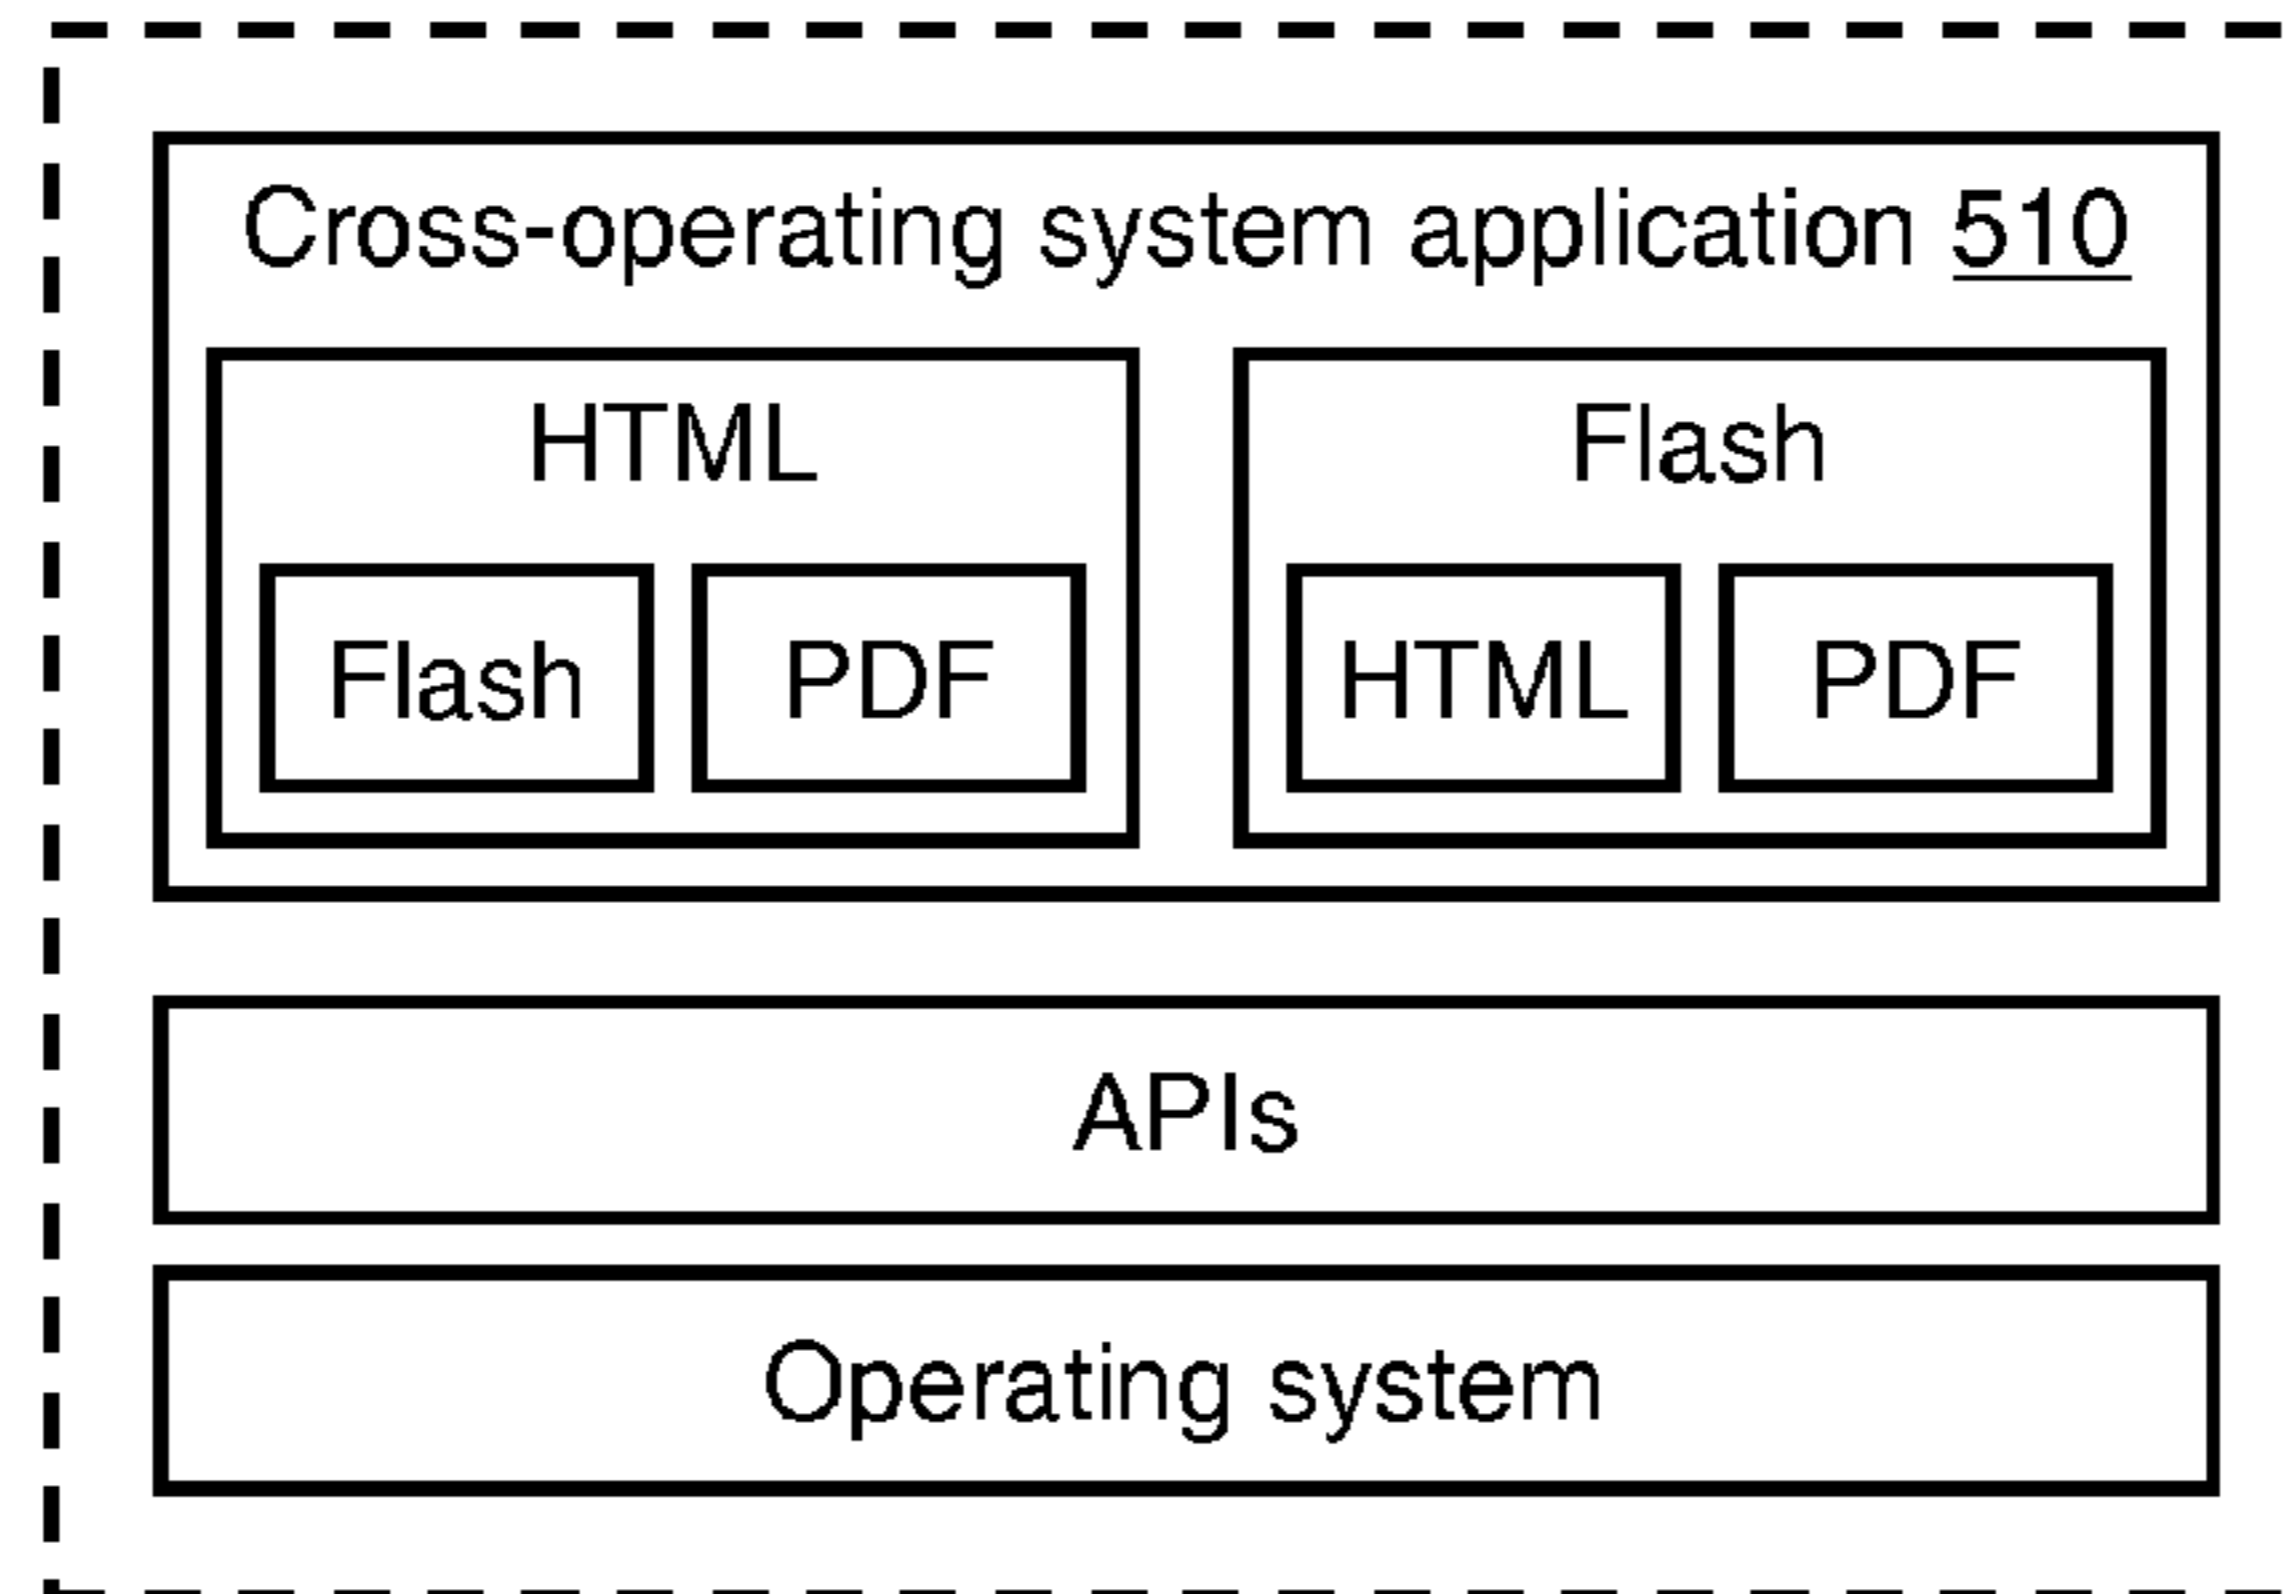 Cross-operating system application 510
HTML
Flash
Flash
PDF
HTML
PDF
APIs
Operating system